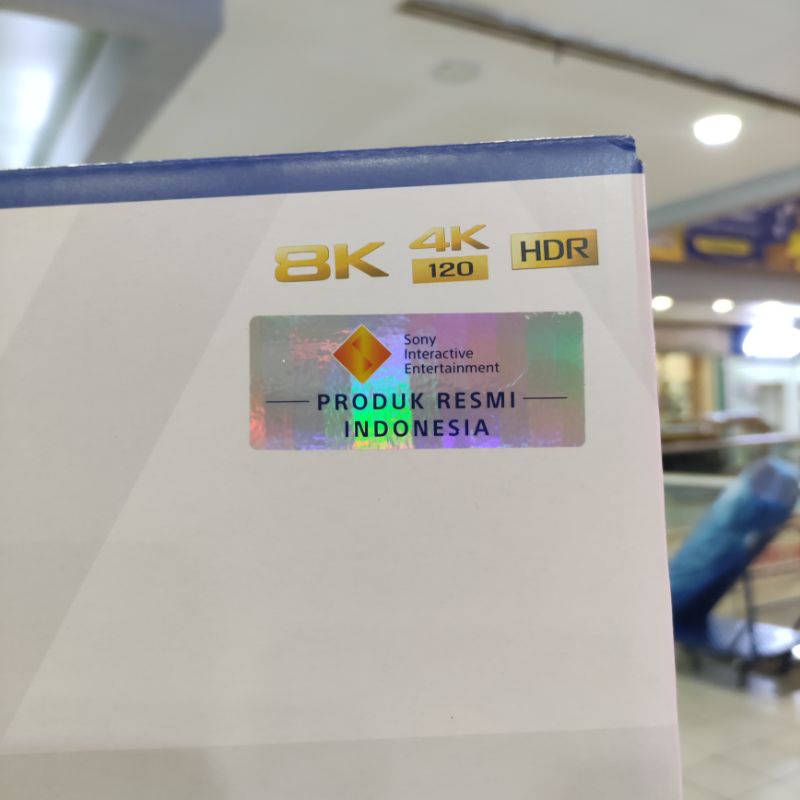 8K 4K HDR
120
Sony
Interactive
Entertainment
PRODUK RESMI
INDONESIA